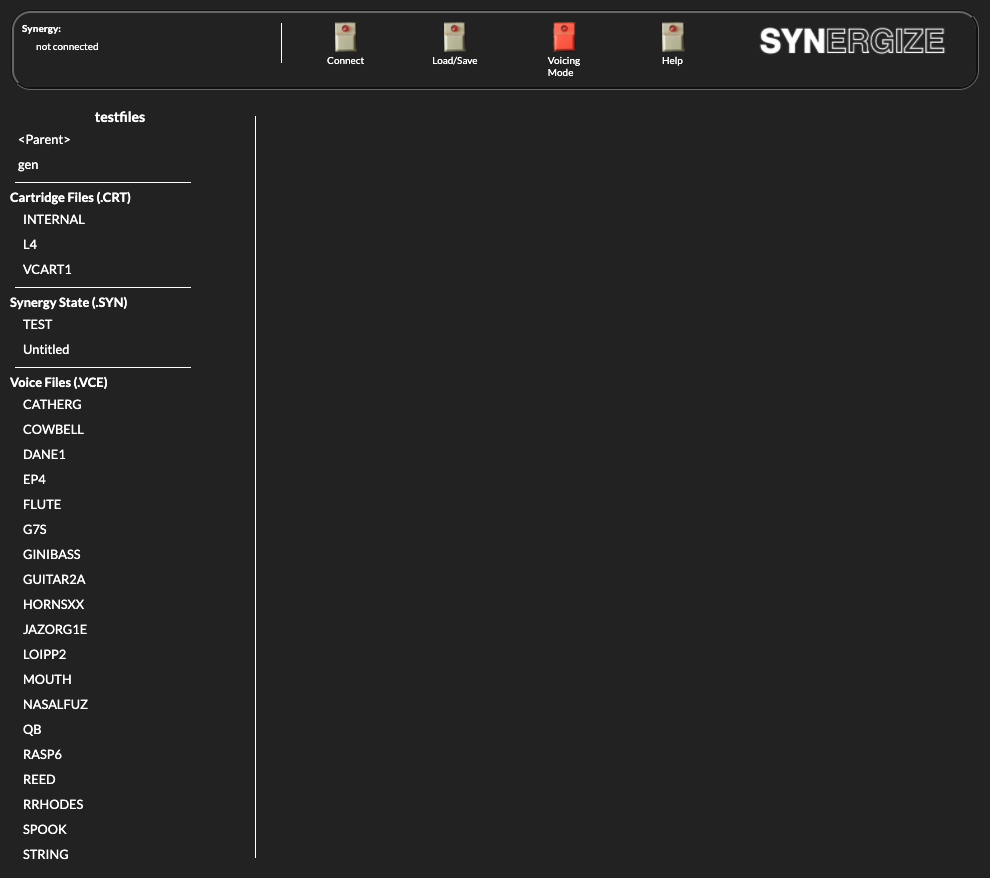 Synergy:
not connected
Connect
Load/Save
Voicing
Mode
Help
SYNERGIZE
testfiles
<Parent>
gen
Cartridge Files (.CRT)
INTERNAL
L4
VCART1
Synergy State (.SYN)
TEST
Untitled
Voice Files (.VCE)
CATHERG
COWBELL
DANE1
EP4
FLUTE
G7S
GINIBASS
GUITAR2A
HORNSXX
JAZORG1E
LOIPP2
MOUTH
NASALFUZ
QB
RASP6
REED
RRHODES
SPOOK
STRING